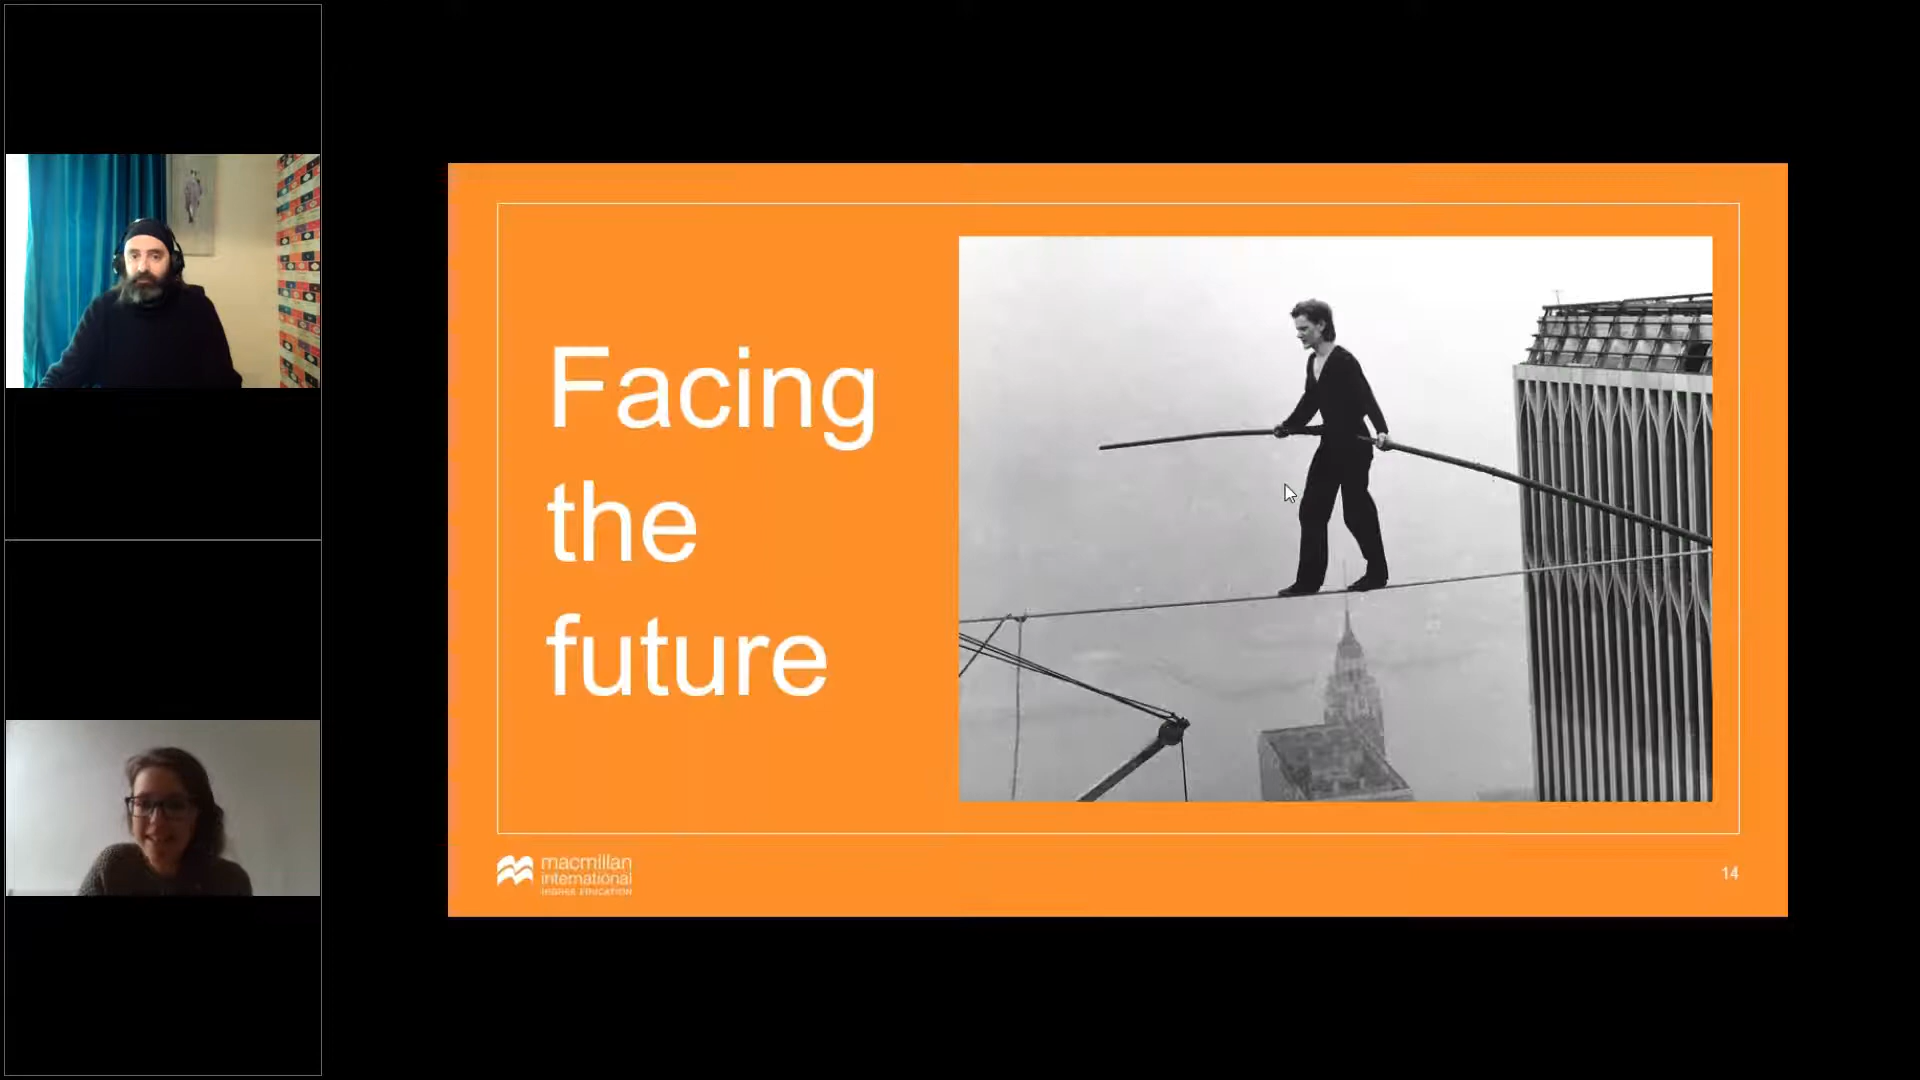 Facing
the
future
macmillan
international
HIGHER EDUCATION
14